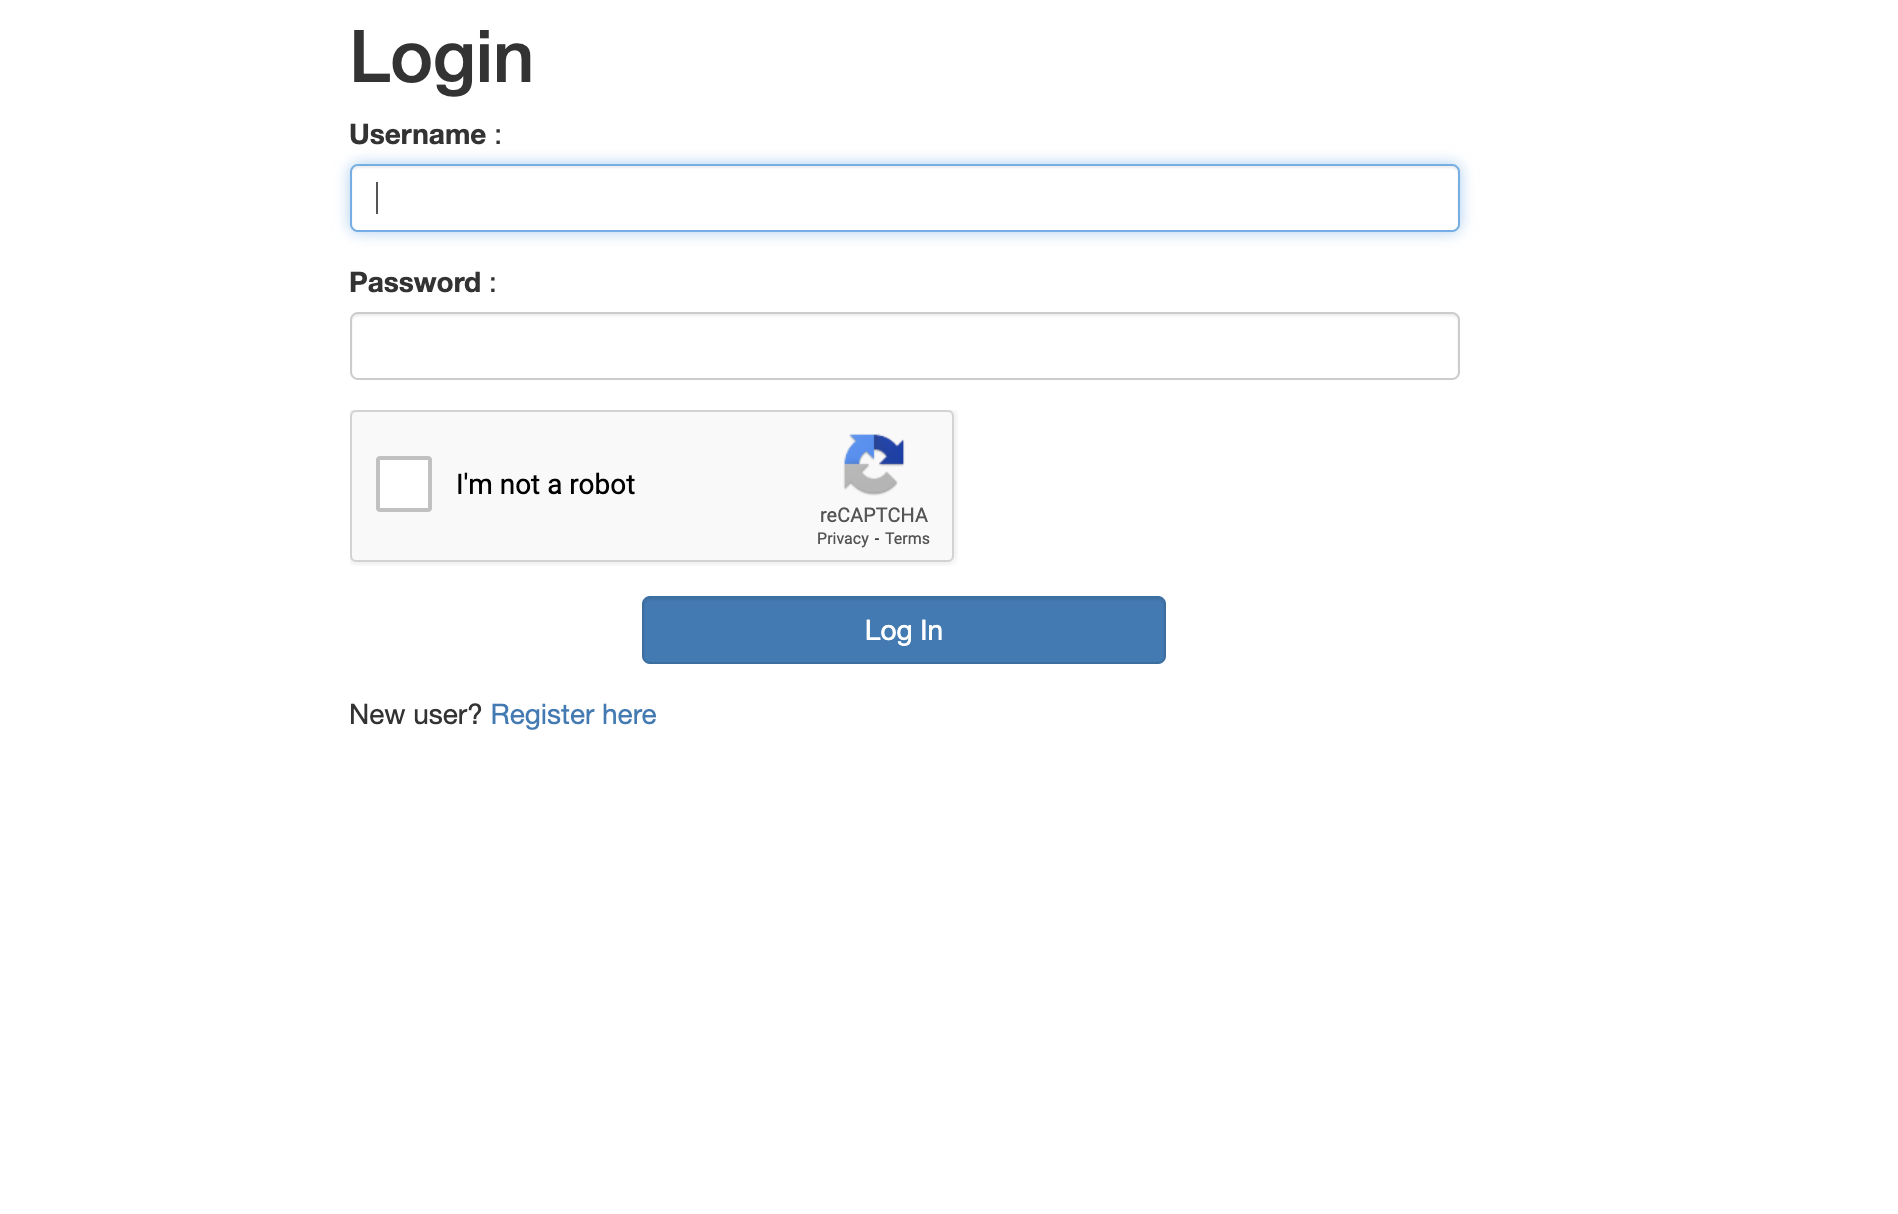 Login
Username :
Password :
I'm not a robot
reCAPTCHA
Privacy - Terms
Log In
New user? Register here